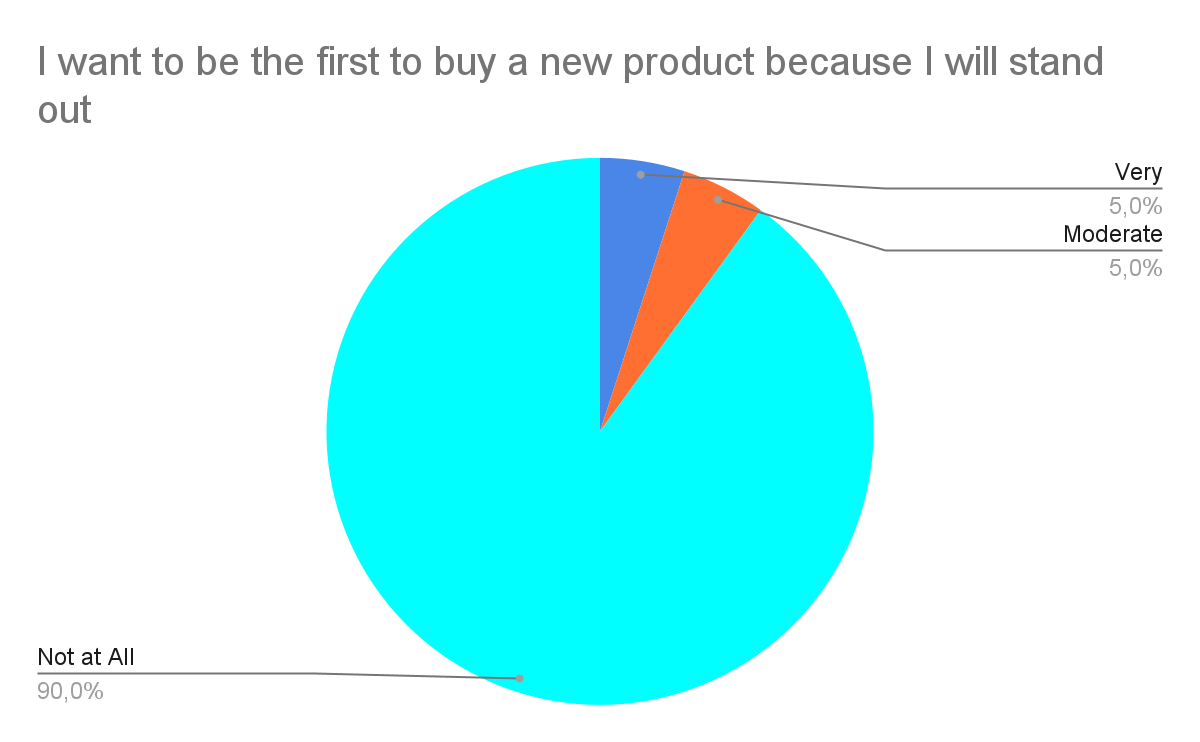 I want to be the first to buy a new product because I will stand
out
Very
5,0%
Moderate
5,0%
Not at All
90,0%